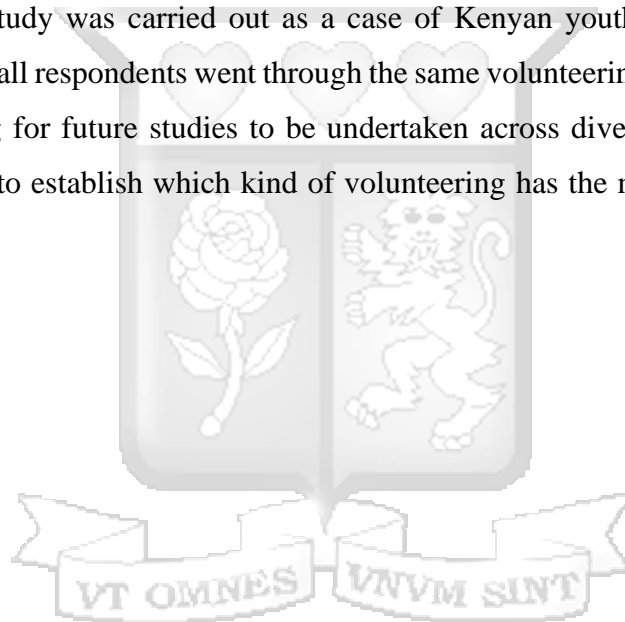 tudy was carried out as a case of Kenyan youth
all respondents went through the same volunteerin
for future studies to be undertaken across dive
to establish which kind of volunteering has the
VT OMNES VNVM SINT